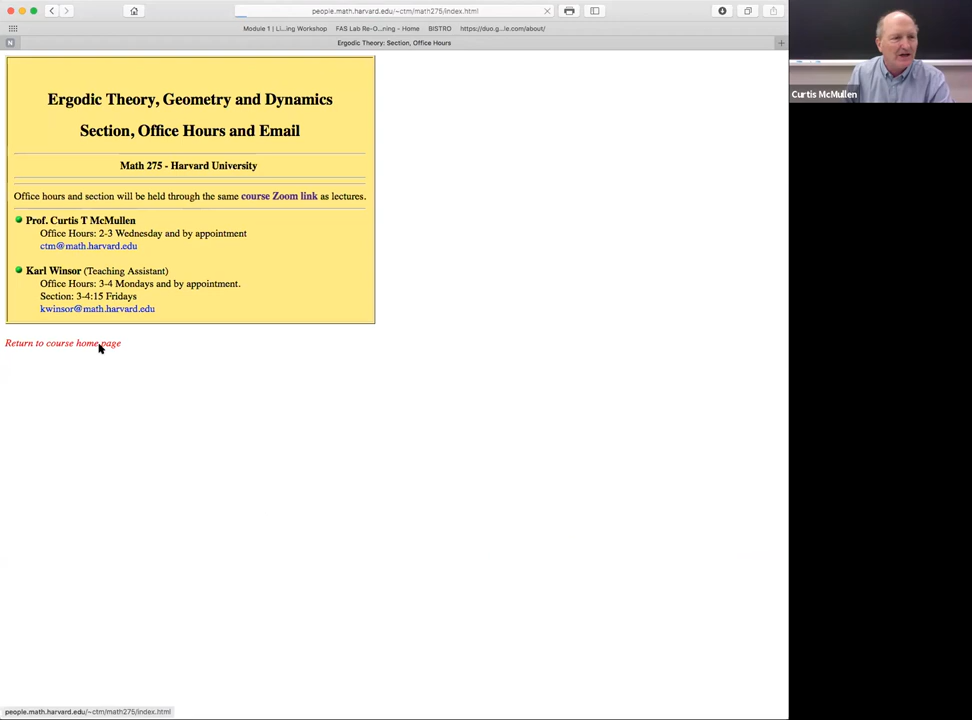 people.math.harvard.edu/~ctm/math275/index.html
Module 1 | Li...ing Workshop FAS Lab Re-O...ning - Home BISTRO https://duo.g...le.com/about/
N Ergodic Theory: Section, Office Hours
Ergodic Theory, Geometry and Dynamics
Section, Office Hours and Email
Math 275 - Harvard University
Office hours and section will be held through the same course Zoom link as lectures.
Prof. Curtis T McMullen
Office Hours: 2-3 Wednesday and by appointment
ctm@math.harvard.edu
Karl Winsor (Teaching Assistant)
Office Hours: 3-4 Mondays and by appointment.
Section: 3-4:15 Fridays
kwinsor@math.harvard.edu
Return to course home page
people.math.harvard.edu/~ctm/math275/index.html
Curtis McMullen